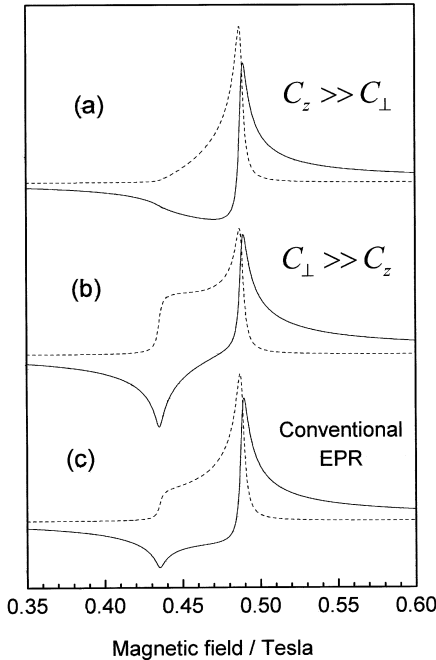 (a)
C_z >> C_⊥
(b)
C_⊥ >> C_z
(c)
Conventional
EPR
0.35 0.40 0.45 0.50 0.55 0.60
Magnetic field / Tesla